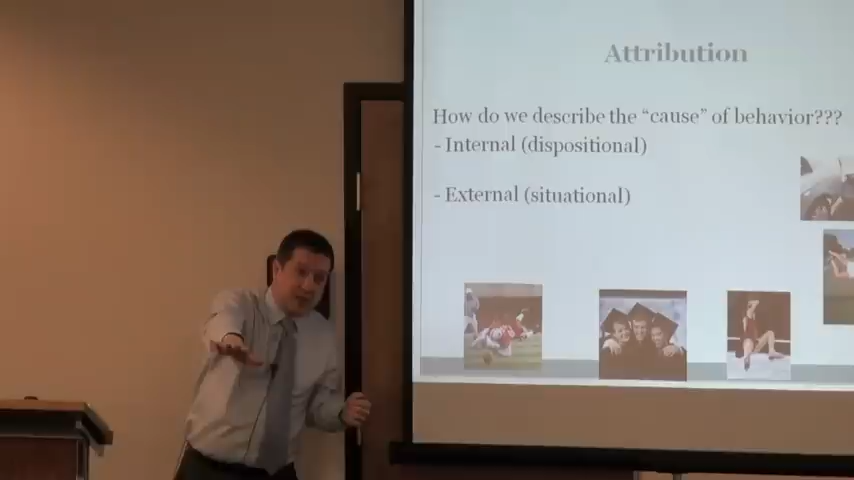 Attribution
How do we describe the “cause” of behavior???
- Internal (dispositional)
- External (situational)